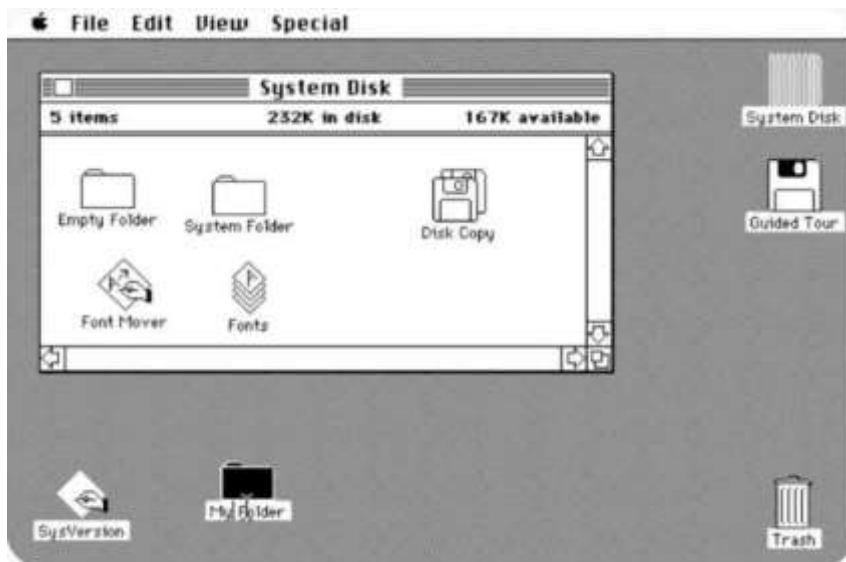 File Edit View Special
System Disk
5 items 232K in disk 167K available
System Disk
Empty Folder
System Folder
Disk Copy
Guided Tour
Font Mover
Fonts
My Folder
SysVersion
Trash